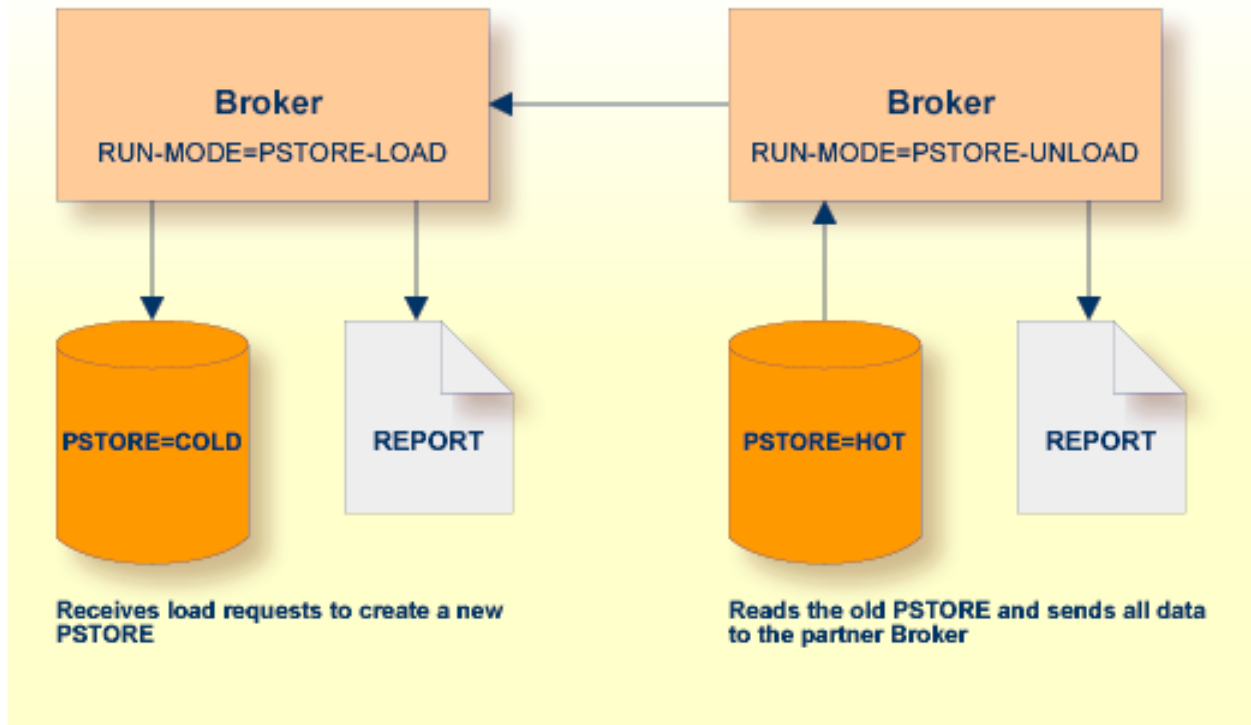 Broker
RUN-MODE=PSTORE-LOAD
Broker
RUN-MODE=PSTORE-UNLOAD
PSTORE=COLD
REPORT
PSTORE=HOT
REPORT
Receives load requests to create a new
PSTORE
Reads the old PSTORE and sends all data
to the partner Broker